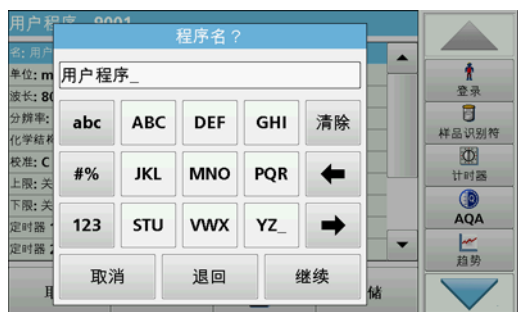 用户程序 9001
程序名？
名: 用户
单位: m
波长: 80
分辨率:
化学结构
校准: C
上限: 关
下限: 关
定时器 1
定时器 2
用户程序_
abc ABC DEF GHI 清除
#% JKL MNO PQR
123 STU VWX YZ_
取消 退回 继续
储
登录
样品识别符
计时器
AQA
趋势